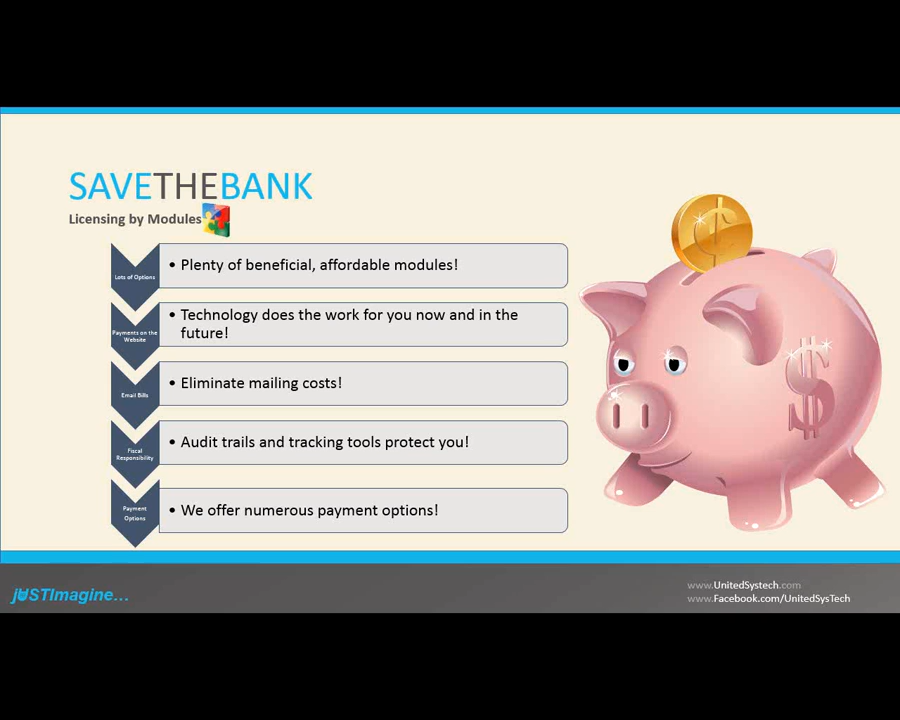 SAVETHEBANK
Licensing by Modules
Lots of Options
• Plenty of beneficial, affordable modules!
Payments on the
Website
• Technology does the work for you now and in the
future!
Email Bills
• Eliminate mailing costs!
Fiscal
Responsibility
• Audit trails and tracking tools protect you!
Payment
Options
• We offer numerous payment options!
$
jUSTImagine...
www.UnitedSystech.com
www.Facebook.com/UnitedSysTech